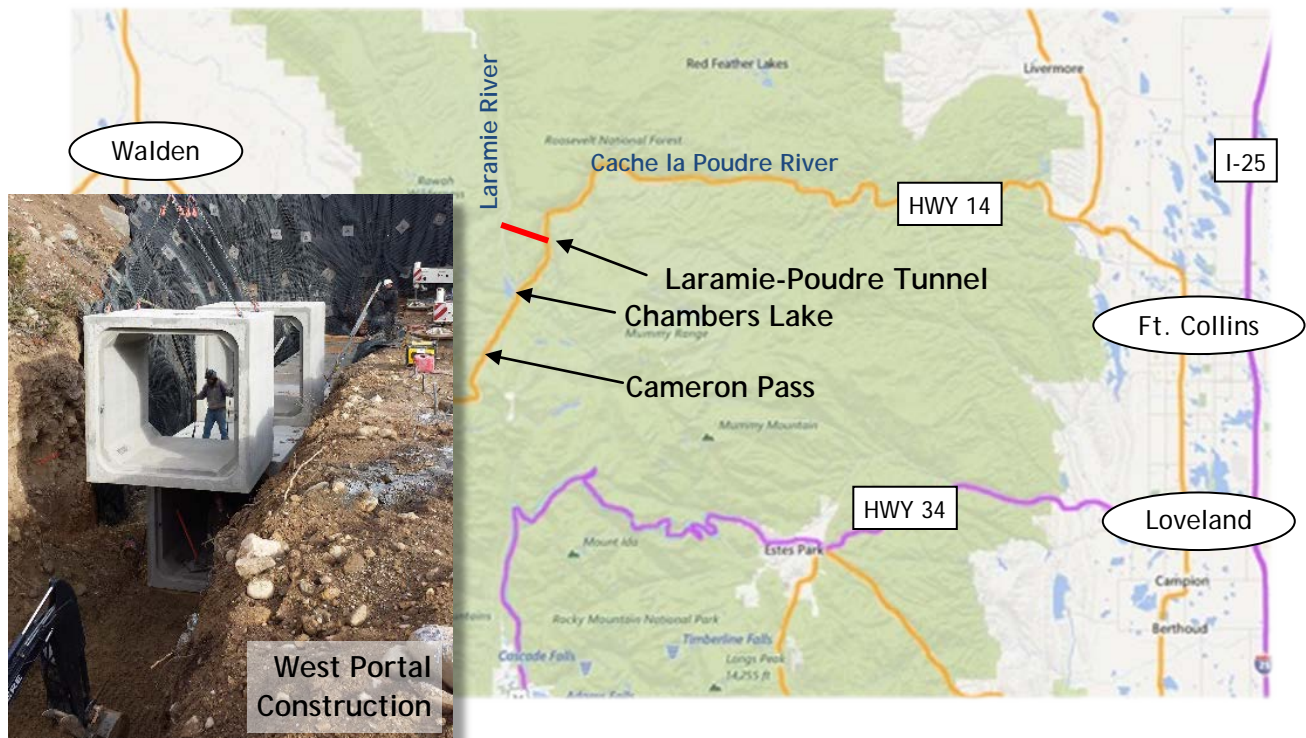 Red Feather Lakes
Livermore
Laramie River
Walden
Roosevelt National Forest
Cache la Poudre River
I-25
Rawah
HWY 14
Laramie-Poudre Tunnel
Chambers Lake
Ft. Collins
Mummy Range
Cameron Pass
Mummy Mountain
HWY 34
Loveland
Mount Ida
Estes Park
Campion
Rocky Mountain National Park
Berthoud
Timberline Falls
Cascade Falls
Longs Peak
14,255 ft
25
West Portal
Construction